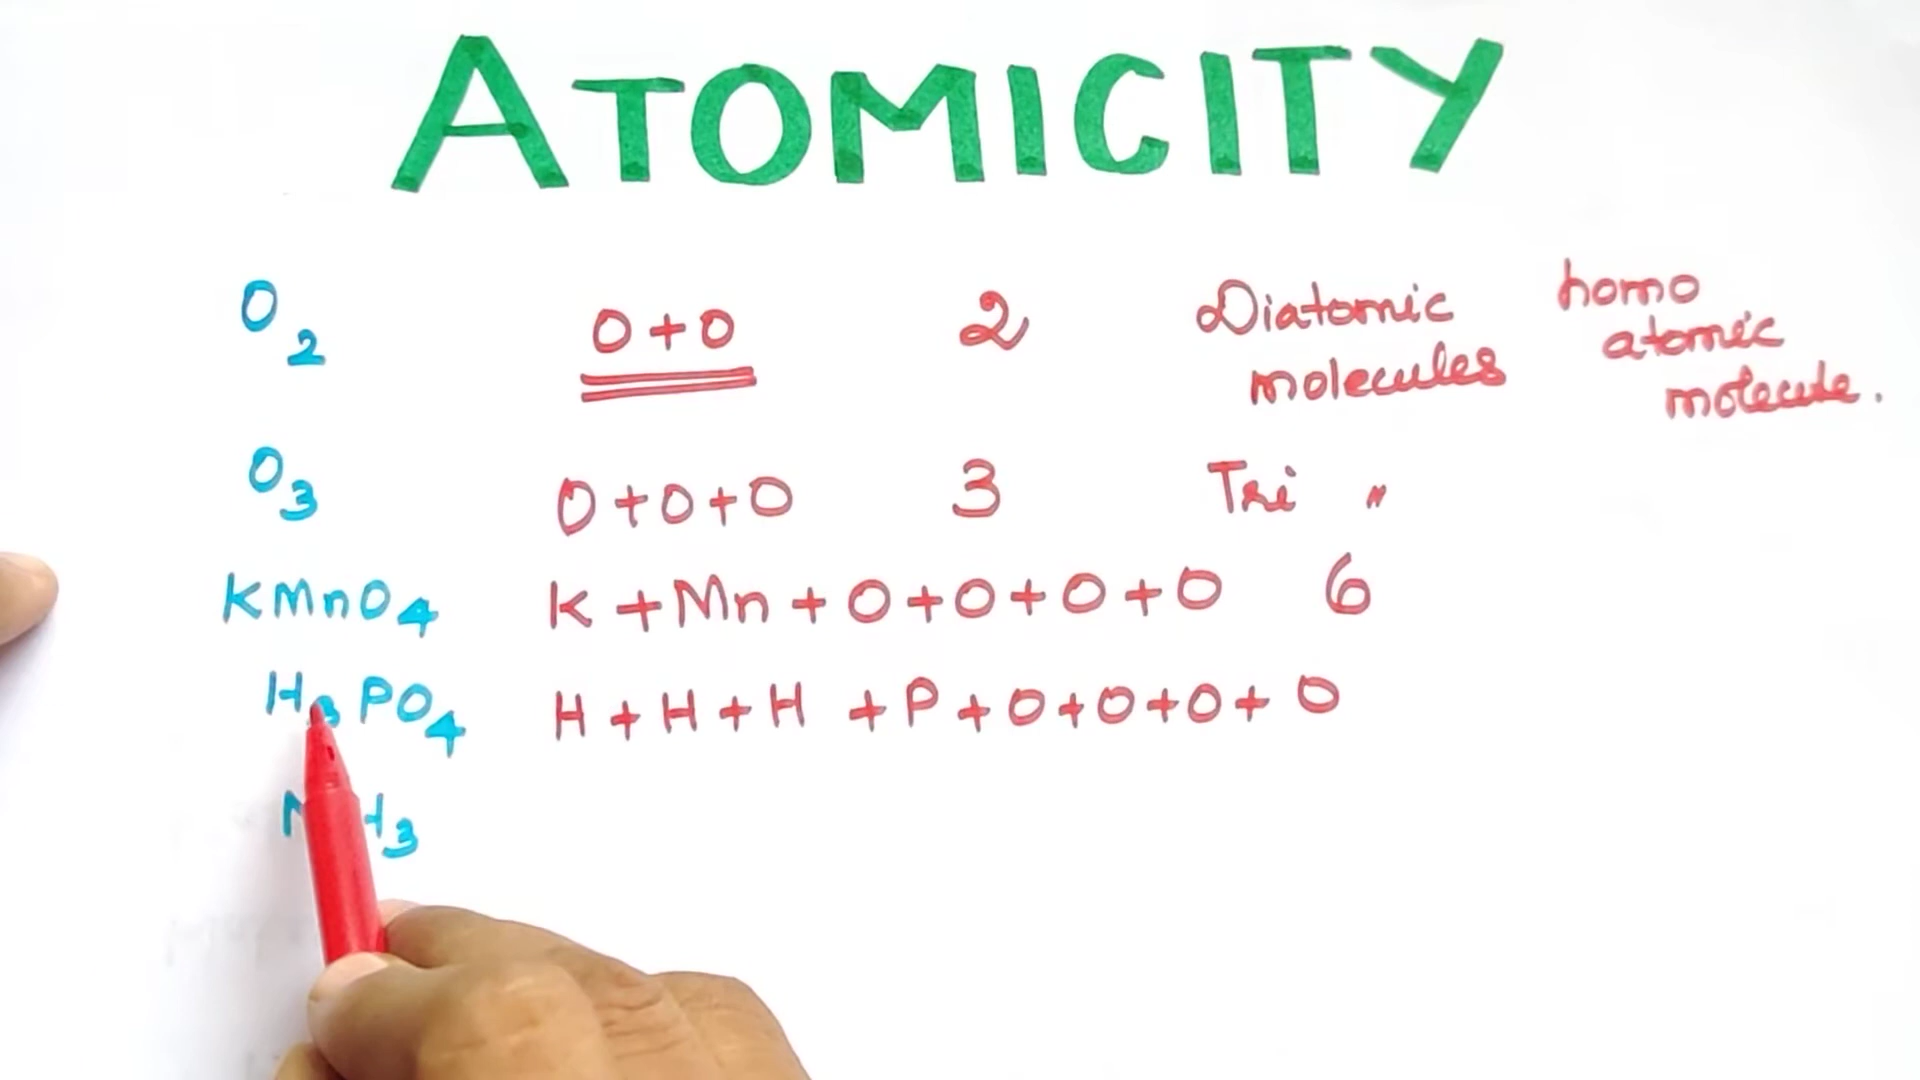 ATOMICITY
O2 O+O 2 Diatomic molecules homo atomic molecule.
O3 O+O+O 3 Tri "
KMnO4 K+Mn+O+O+O+O 6
H3PO4 H+H+H+P+O+O+O+O
H3